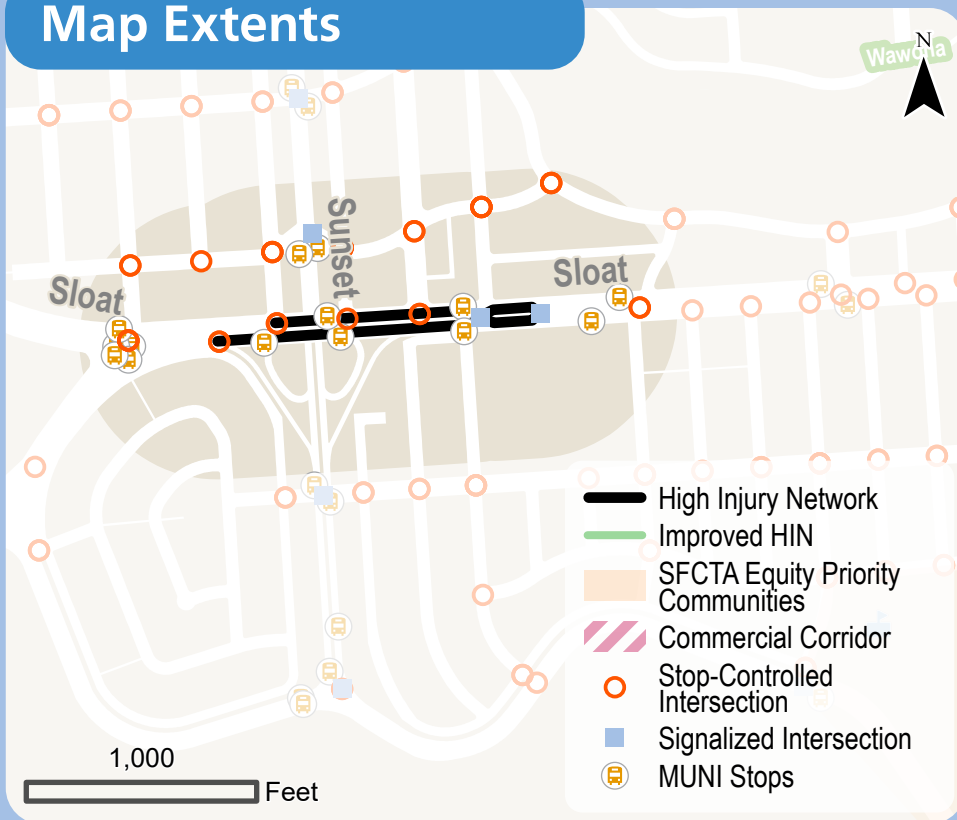 Map Extents
N
Wawona
Sunset
Sloat
Sloat
High Injury Network
Improved HIN
SFCTA Equity Priority
Communities
Commercial Corridor
Stop-Controlled
Intersection
Signalized Intersection
MUNI Stops
1,000
Feet